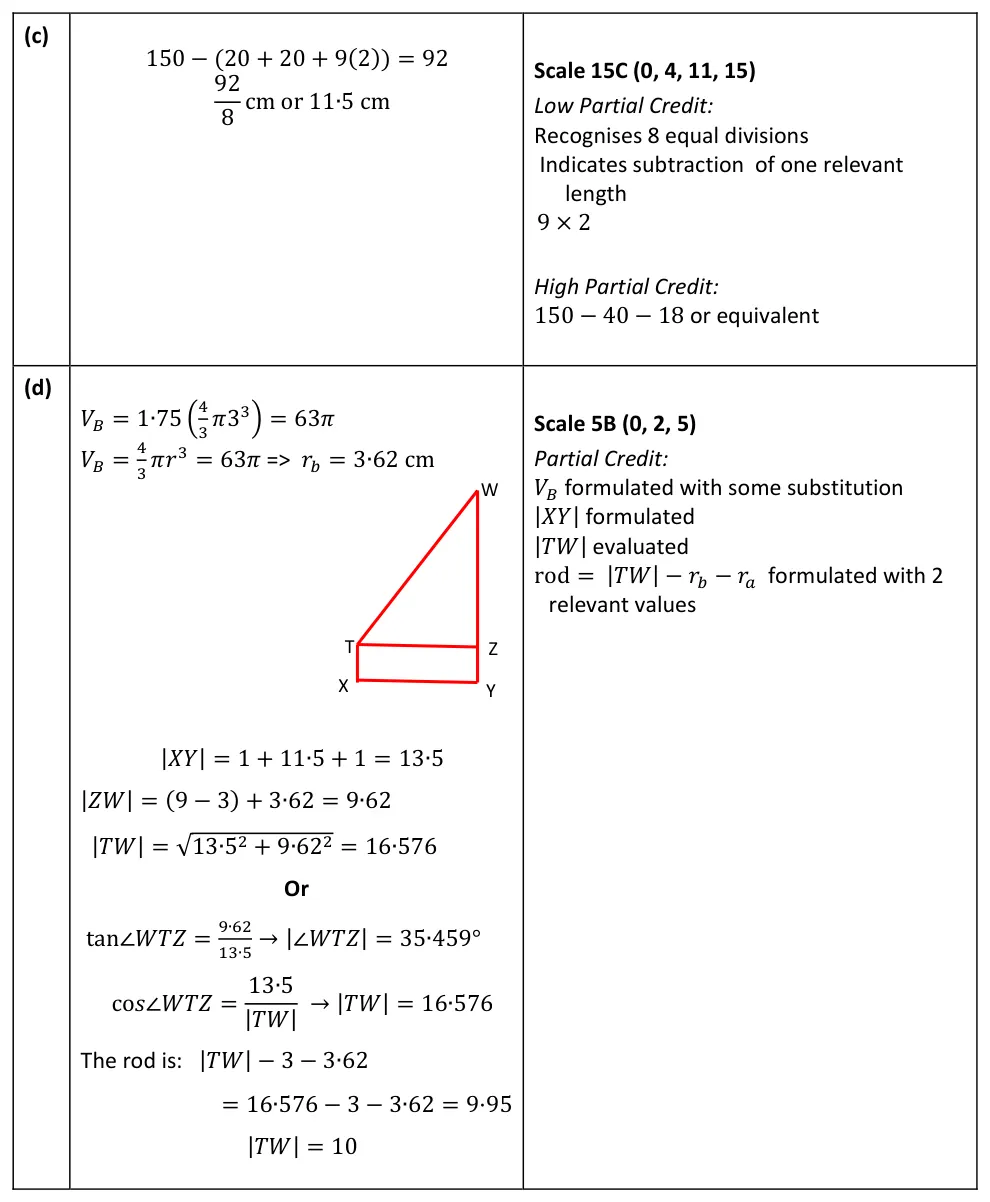 (c)
150 − (20 + 20 + 9(2)) = 92
92/8 cm or 11·5 cm
Scale 15C (0, 4, 11, 15)
Low Partial Credit:
Recognises 8 equal divisions
Indicates subtraction of one relevant
length
9 × 2
High Partial Credit:
150 − 40 − 18 or equivalent
(d)
V_B = 1·75 (4/3 π3³) = 63π
V_B = 4/3 πr³ = 63π => r_b = 3·62 cm
W
T
Z
X
Y
|XY| = 1 + 11·5 + 1 = 13·5
|ZW| = (9 − 3) + 3·62 = 9·62
|TW| = √(13·5² + 9·62²) = 16·576
Or
tan∠WTZ = 9·62/13·5 → |∠WTZ| = 35·459°
cos∠WTZ = 13·5/|TW| → |TW| = 16·576
The rod is: |TW| − 3 − 3·62
= 16·576 − 3 − 3·62 = 9·95
|TW| = 10
Scale 5B (0, 2, 5)
Partial Credit:
V_B formulated with some substitution
|XY| formulated
|TW| evaluated
rod = |TW| − r_b − r_a formulated with 2
relevant values